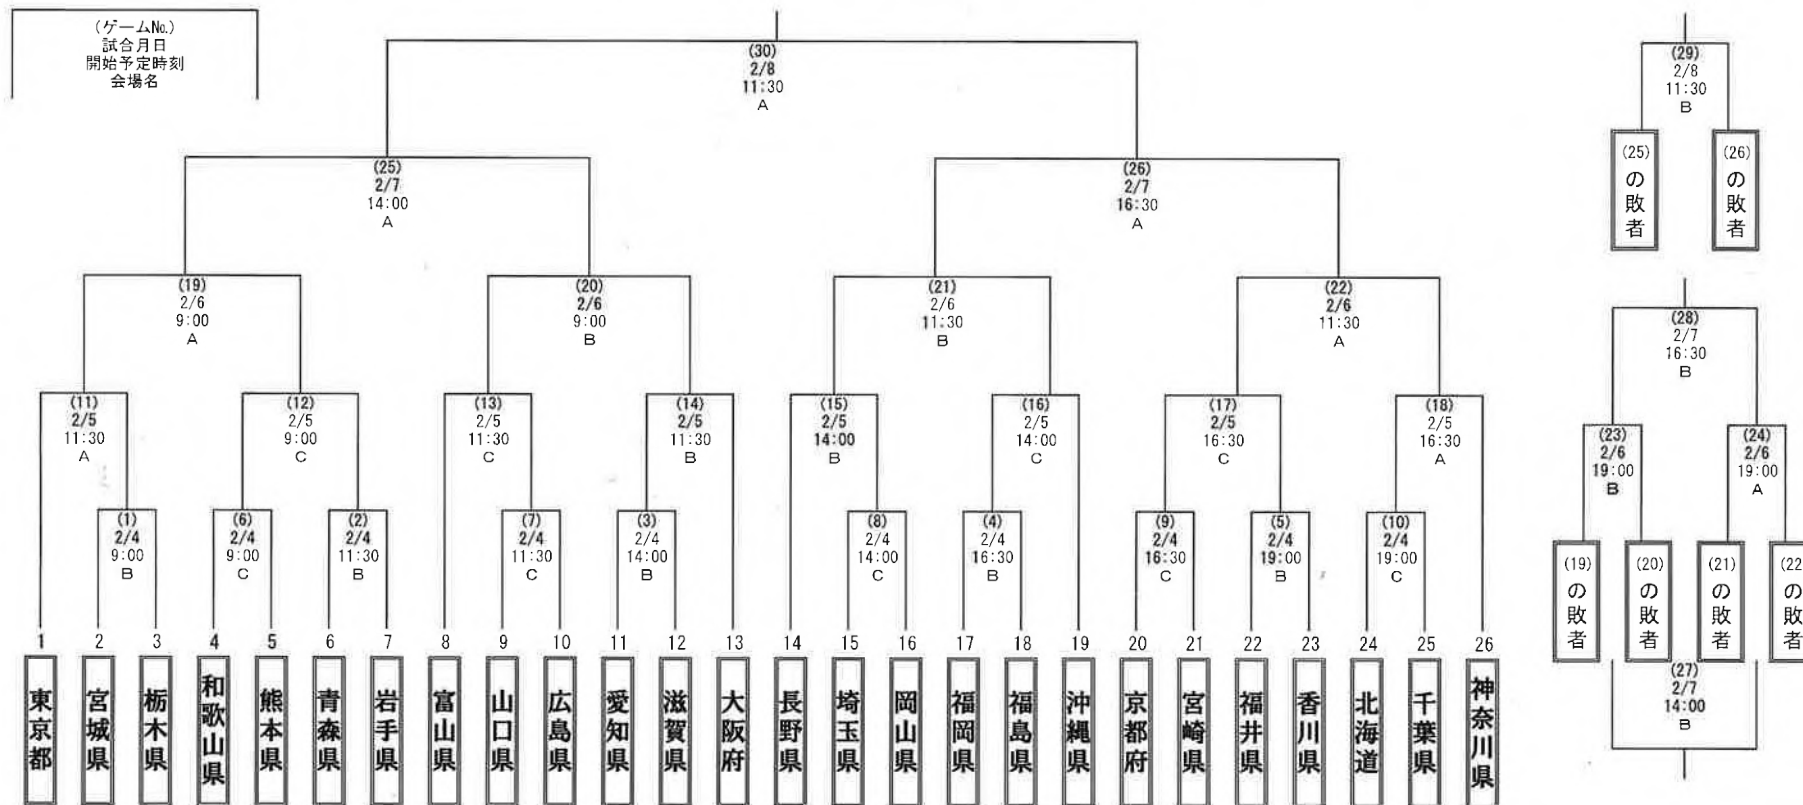 (ゲームNo.)
試合月日
開始予定時刻
会場名
(30)
2/8
11:30
A
(29)
2/8
11:30
B
(25)
の敗者
(26)
の敗者
(25)
2/7
14:00
A
(26)
2/7
16:30
A
(19)
2/6
9:00
A
(20)
2/6
9:00
B
(21)
2/6
11:30
B
(22)
2/6
11:30
A
(28)
2/7
16:30
B
(11)
2/5
11:30
A
(12)
2/5
9:00
C
(13)
2/5
11:30
C
(14)
2/5
11:30
B
(15)
2/5
14:00
B
(16)
2/5
14:00
C
(17)
2/5
16:30
C
(18)
2/5
16:30
A
(23)
2/6
19:00
B
(24)
2/6
19:00
A
(1)
2/4
9:00
B
(6)
2/4
9:00
C
(2)
2/4
11:30
B
(7)
2/4
11:30
C
(3)
2/4
14:00
B
(8)
2/4
14:00
C
(4)
2/4
16:30
B
(9)
2/4
16:30
C
(5)
2/4
19:00
B
(10)
2/4
19:00
C
(19)
の敗者
(20)
の敗者
(21)
の敗者
(22
の敗者
(27)
2/7
14:00
B
1
東京都
2
宮城県
3
栃木県
4
和歌山県
5
熊本県
6
青森県
7
岩手県
8
富山県
9
山口県
10
広島県
11
愛知県
12
滋賀県
13
大阪府
14
長野県
15
埼玉県
16
岡山県
17
福岡県
18
福島県
19
沖縄県
20
京都府
21
宮崎県
22
福井県
23
香川県
24
北海道
25
千葉県
26
神奈川県